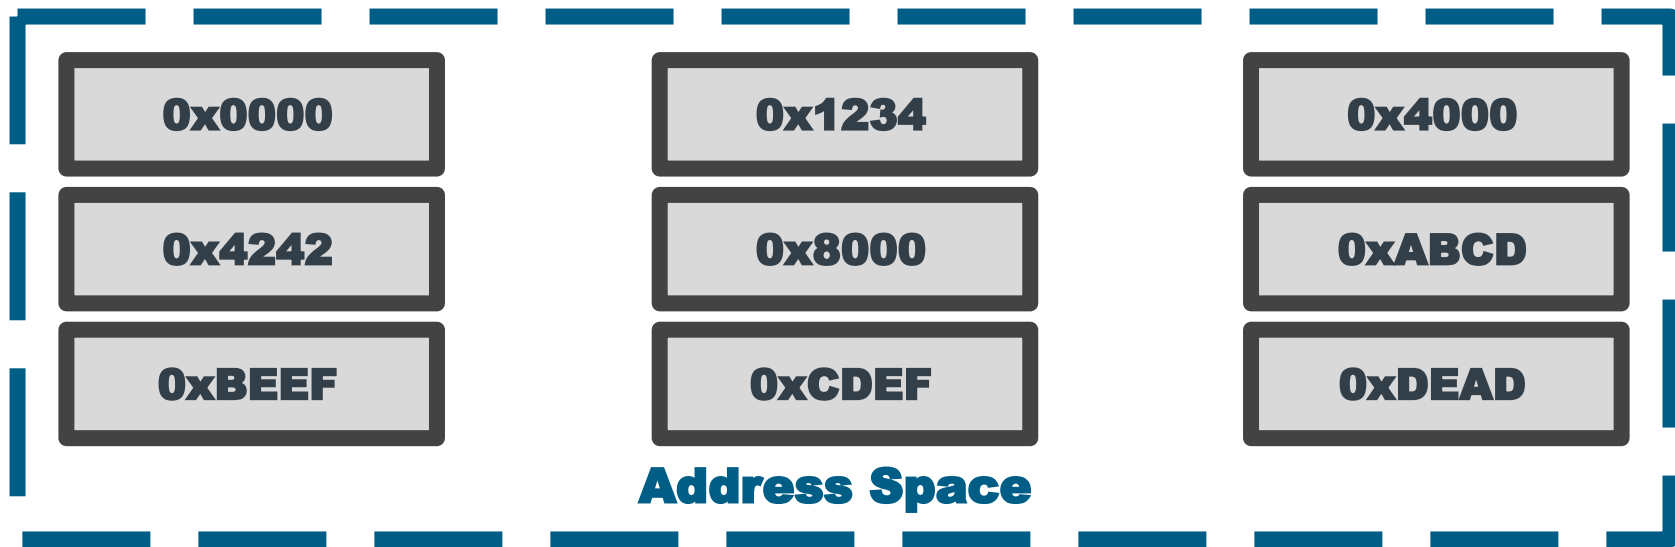 0x0000 0x1234 0x4000
0x4242 0x8000 0xABCD
0xBEEF 0xCDEF 0xDEAD
Address Space